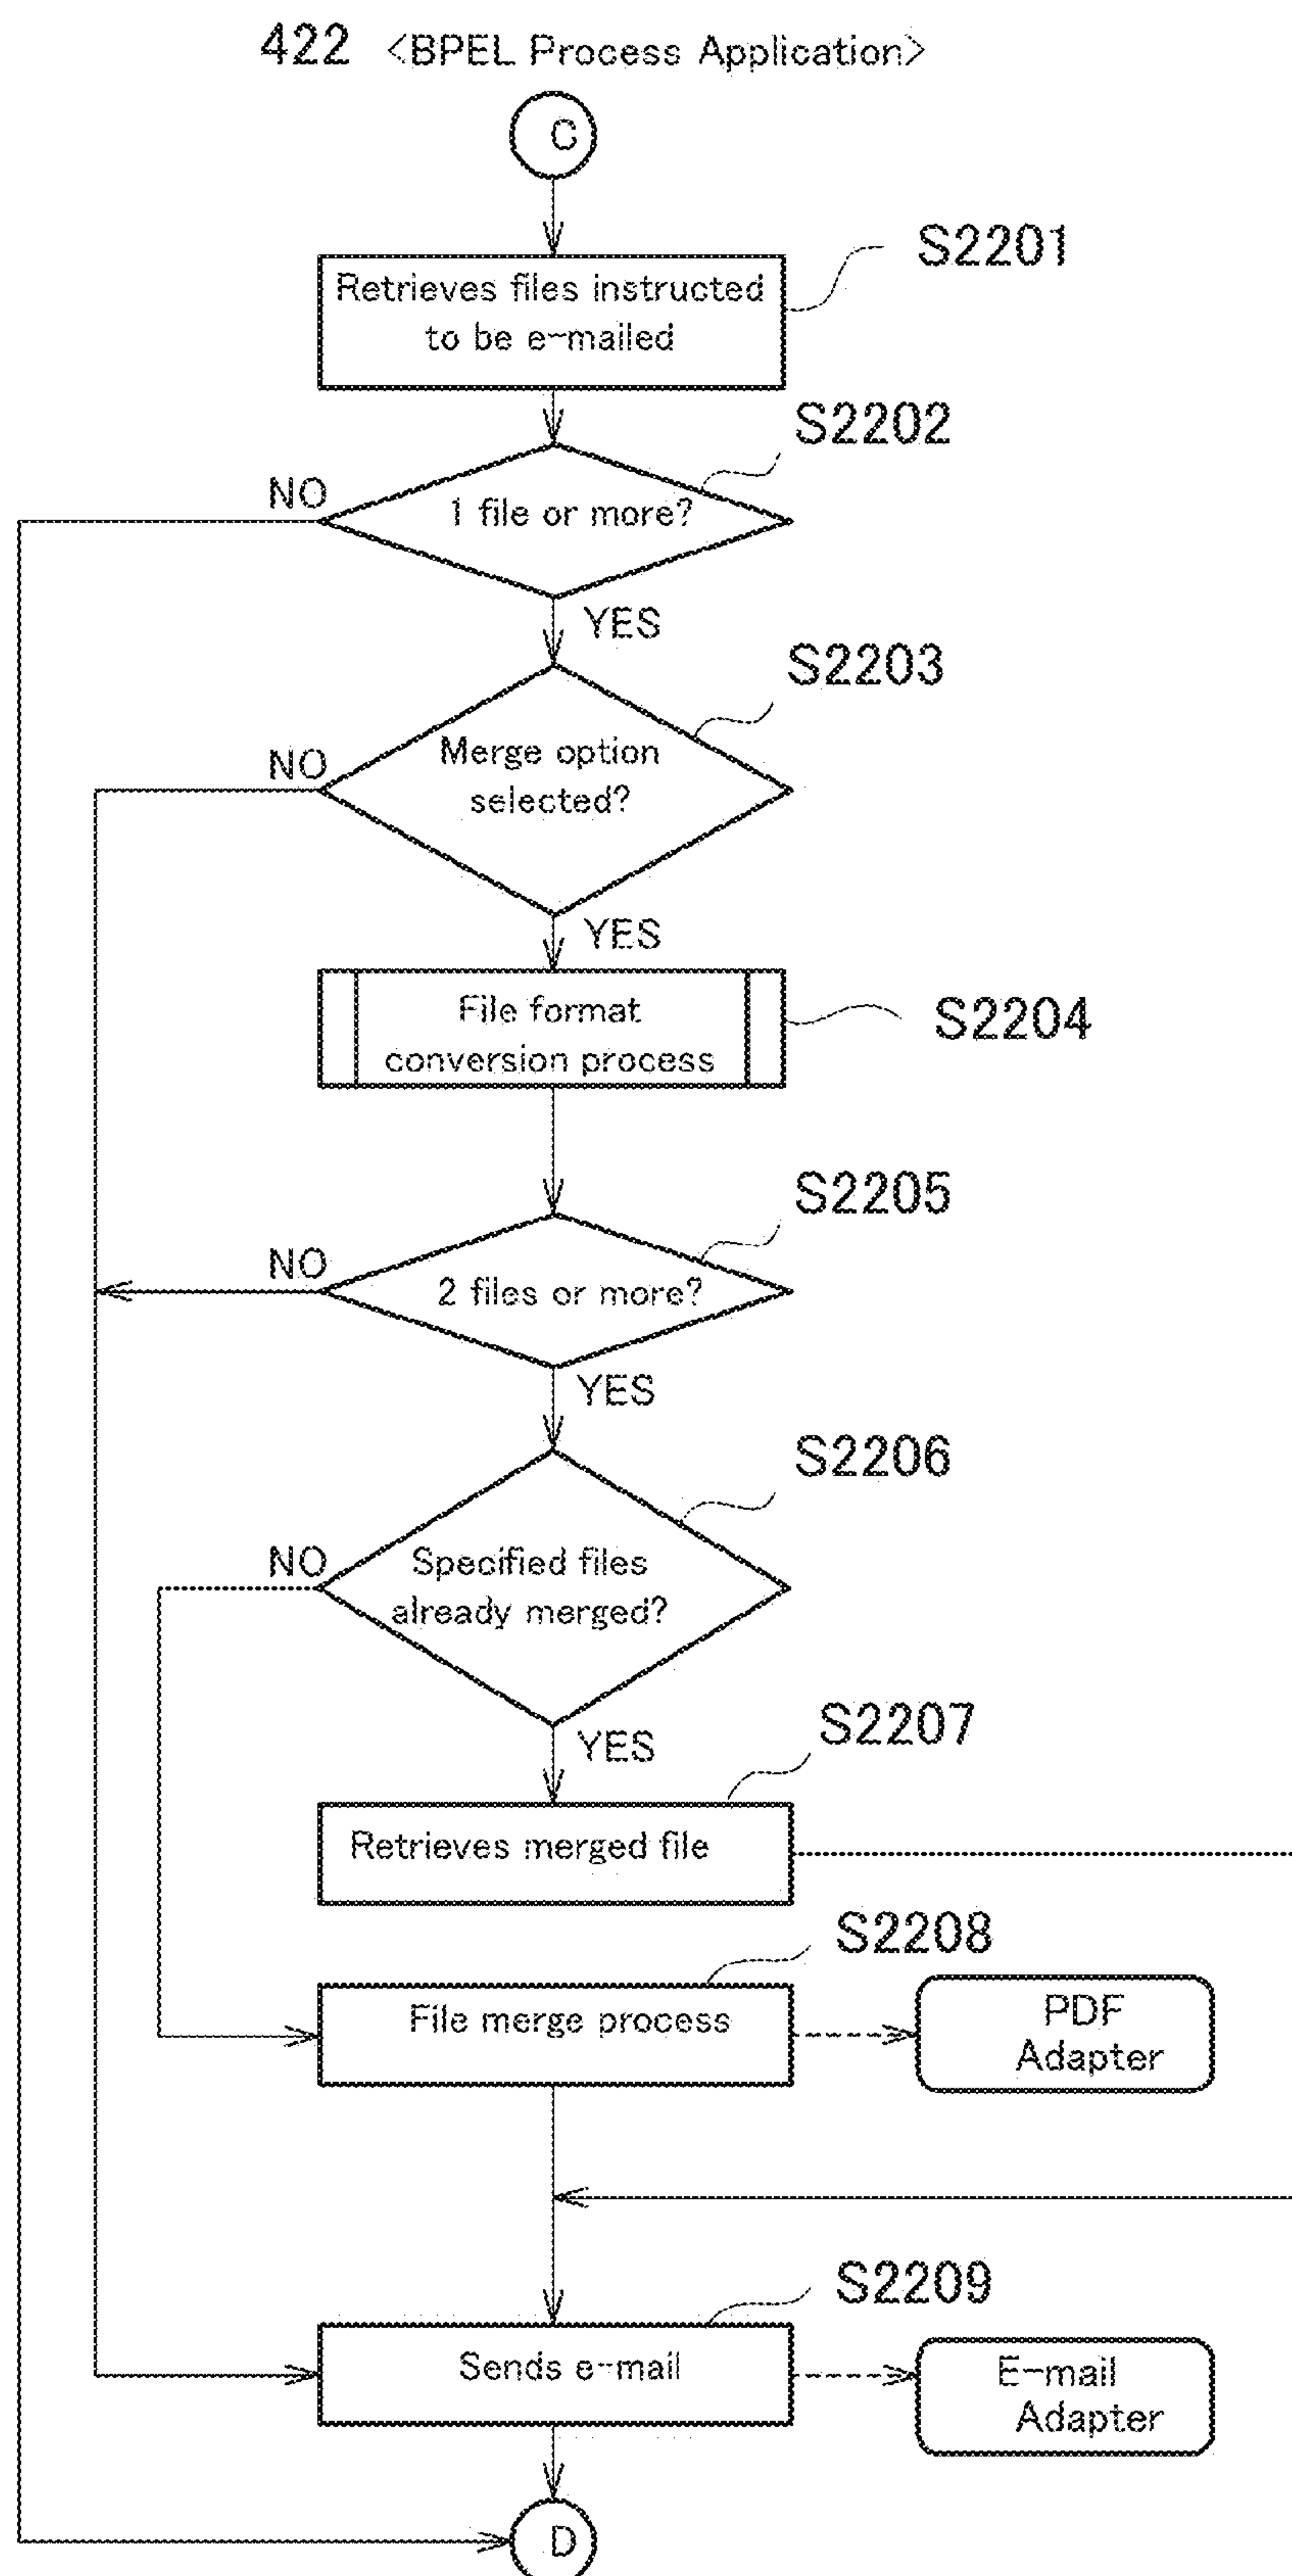 422 <BPEL Process Application>
C
S2201
Retrieves files instructed
to be e-mailed
S2202
NO
1 file or more?
YES
S2203
NO
Merge option
selected?
YES
File format
conversion process
S2204
S2205
NO
2 files or more?
YES
S2206
NO
Specified files
already merged?
YES
S2207
Retrieves merged file
S2208
File merge process
PDF
Adapter
S2209
Sends e-mail
E-mail
Adapter
D